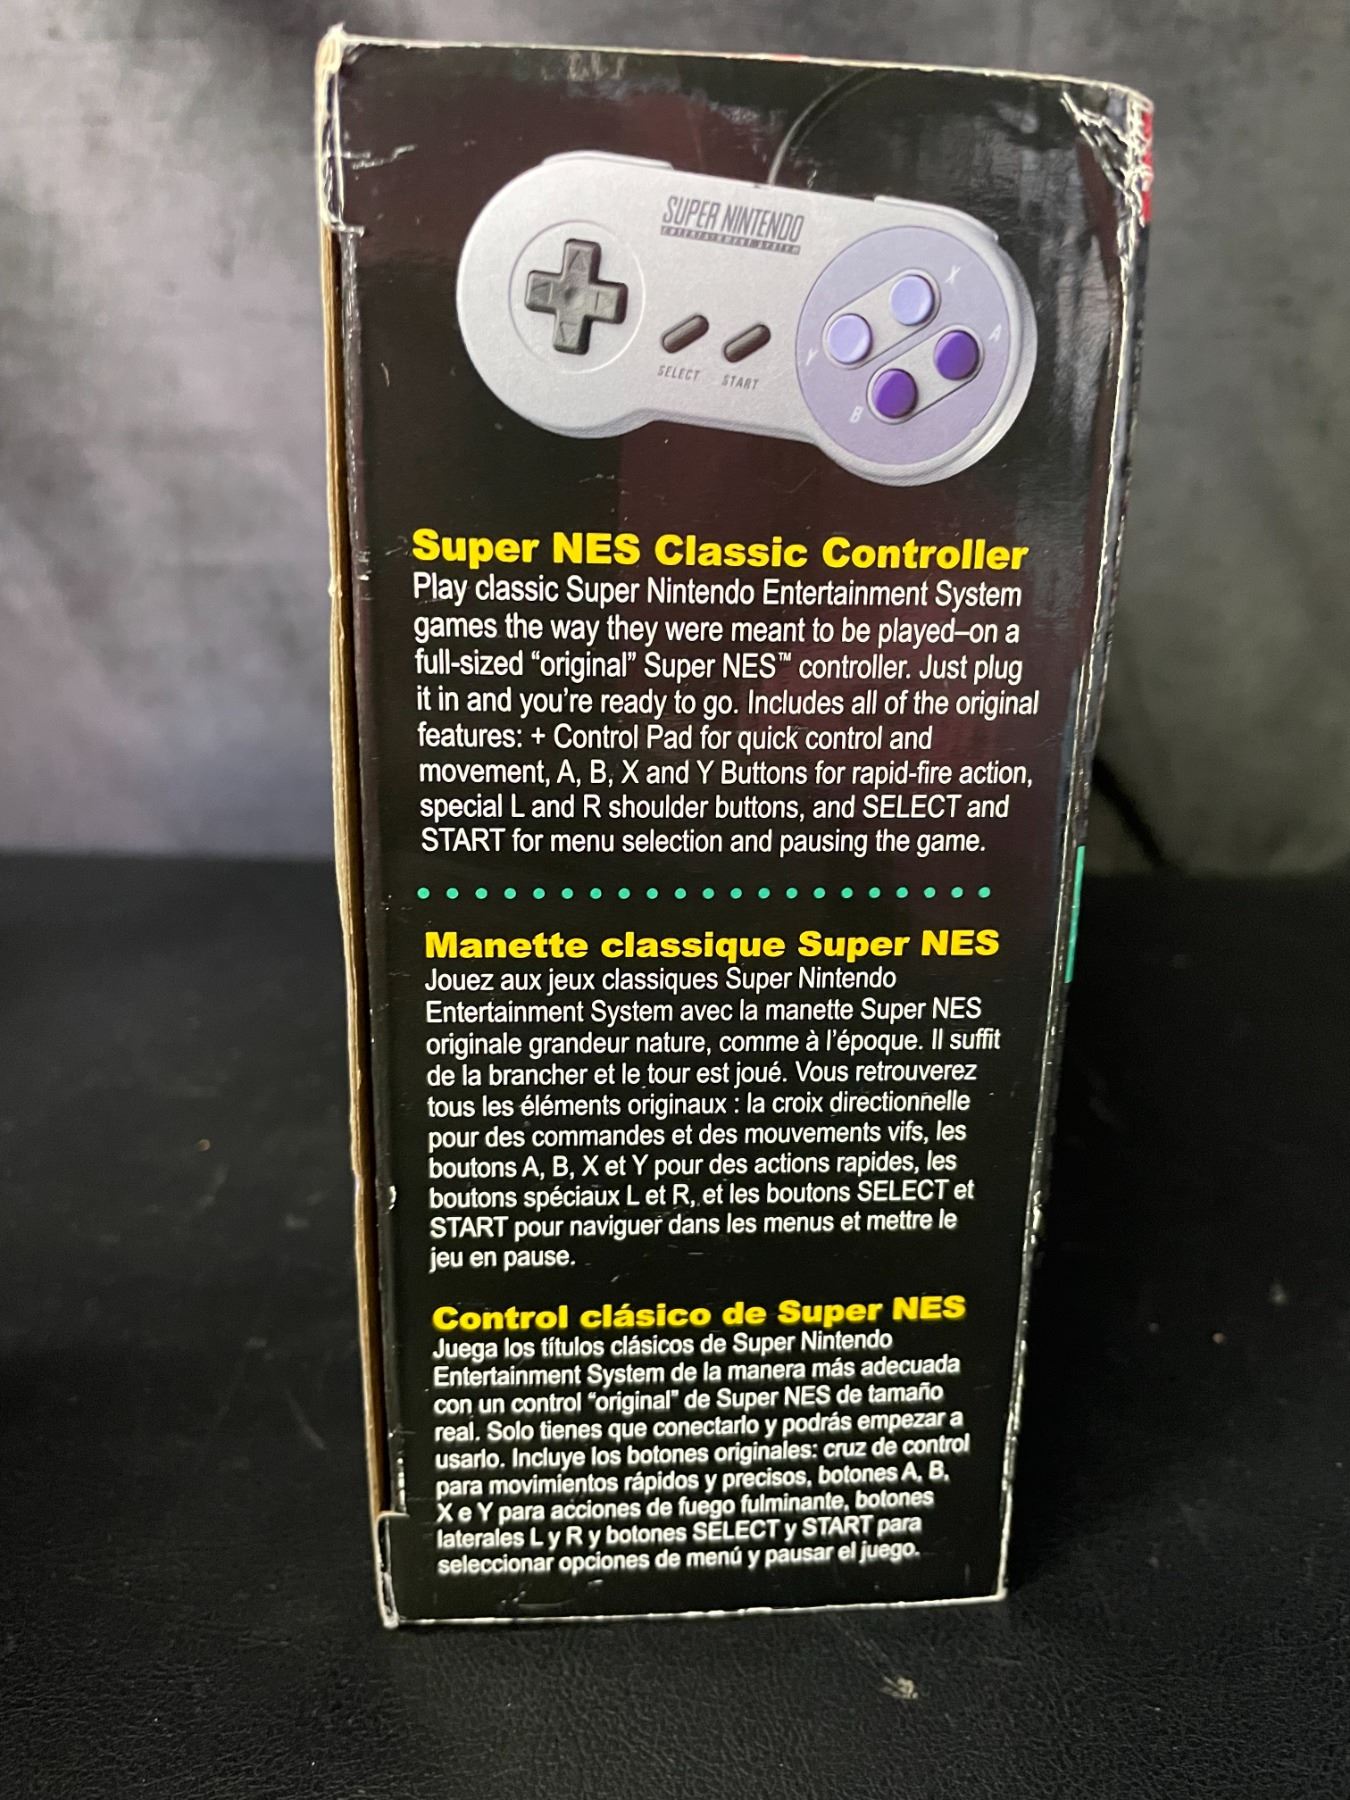 SUPER NINTENDO
ENTERTAINMENT SYSTEM
X
Y
A
B
SELECT START
Super NES Classic Controller
Play classic Super Nintendo Entertainment System
games the way they were meant to be played–on a
full-sized “original” Super NES™ controller. Just plug
it in and you’re ready to go. Includes all of the original
features: + Control Pad for quick control and
movement, A, B, X and Y Buttons for rapid-fire action,
special L and R shoulder buttons, and SELECT and
START for menu selection and pausing the game.
Manette classique Super NES
Jouez aux jeux classiques Super Nintendo
Entertainment System avec la manette Super NES
originale grandeur nature, comme à l’époque. Il suffit
de la brancher et le tour est joué. Vous retrouverez
tous les éléments originaux : la croix directionnelle
pour des commandes et des mouvements vifs, les
boutons A, B, X et Y pour des actions rapides, les
boutons spéciaux L et R, et les boutons SELECT et
START pour naviguer dans les menus et mettre le
jeu en pause.
Control clásico de Super NES
Juega los títulos clásicos de Super Nintendo
Entertainment System de la manera más adecuada
con un control “original” de Super NES de tamaño
real. Solo tienes que conectarlo y podrás empezar a
usarlo. Incluye los botones originales: cruz de control
para movimientos rápidos y precisos, botones A, B,
X e Y para acciones de fuego fulminante, botones
laterales L y R y botones SELECT y START para
seleccionar opciones de menú y pausar el juego.